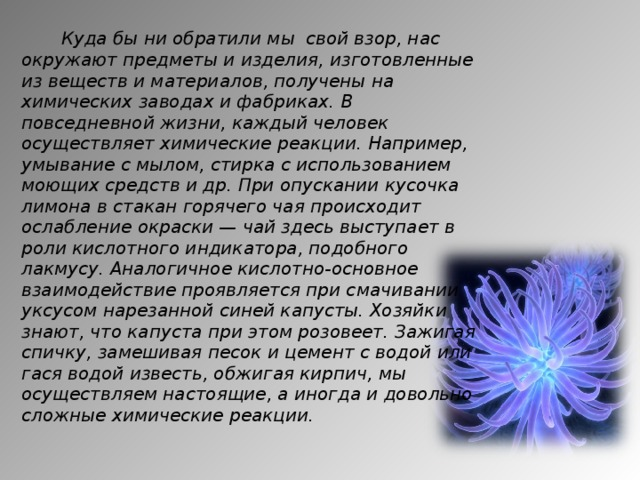 Куда бы ни обратили мы  свой взор, нас
окружают предметы и изделия, изготовленные
из веществ и материалов, получены на
химических заводах и фабриках. В
повседневной жизни, каждый человек
осуществляет химические реакции. Например,
умывание с мылом, стирка с использованием
моющих средств и др. При опускании кусочка
лимона в стакан горячего чая происходит
ослабление окраски — чай здесь выступает в
роли кислотного индикатора, подобного
лакмусу. Аналогичное кислотно-основное
взаимодействие проявляется при смачивании
уксусом нарезанной синей капусты. Хозяйки
знают, что капуста при этом розовеет. Зажигая
спичку, замешивая песок и цемент с водой или
гася водой известь, обжигая кирпич, мы
осуществляем настоящие, а иногда и довольно
сложные химические реакции.